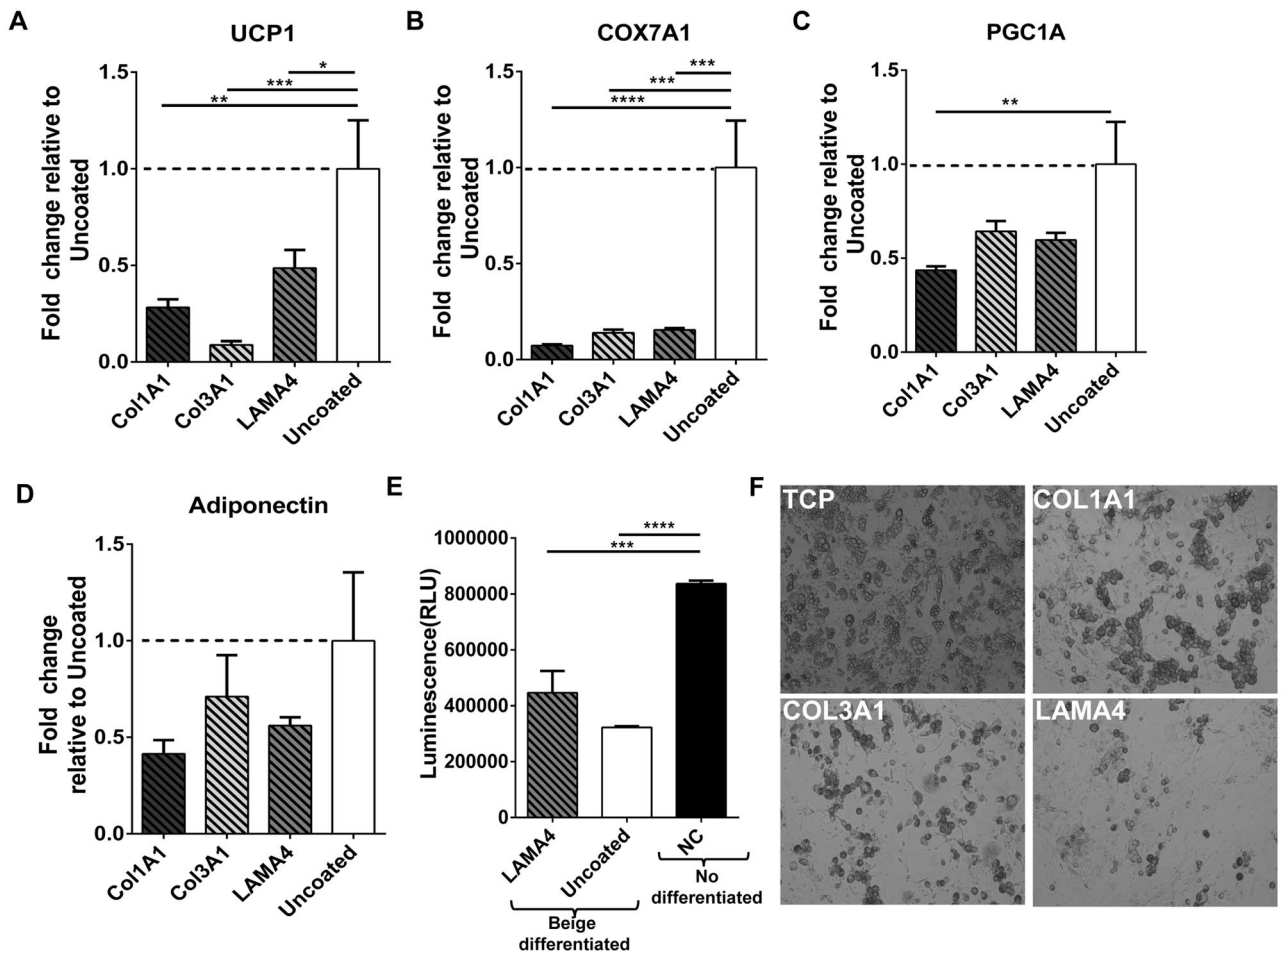 A
UCP1
Fold change relative to
Uncoated
1.5
1.0
0.5
0.0
*
***
**
Col1A1
Col3A1
LAMA4
Uncoated
B
COX7A1
Fold change relative to
Uncoated
1.5
1.0
0.5
0.0
***
***
****
Col1A1
Col3A1
LAMA4
Uncoated
C
PGC1A
Fold change relative to
Uncoated
1.5
1.0
0.5
0.0
**
Col1A1
Col3A1
LAMA4
Uncoated
D
Adiponectin
Fold change
relative to Uncoated
1.5
1.0
0.5
0.0
Col1A1
Col3A1
LAMA4
Uncoated
E
Luminescence(RLU)
1000000
800000
600000
400000
200000
0
****
***
LAMA4
Uncoated
NC
Beige
differentiated
No
differentiated
F
TCP
COL1A1
COL3A1
LAMA4